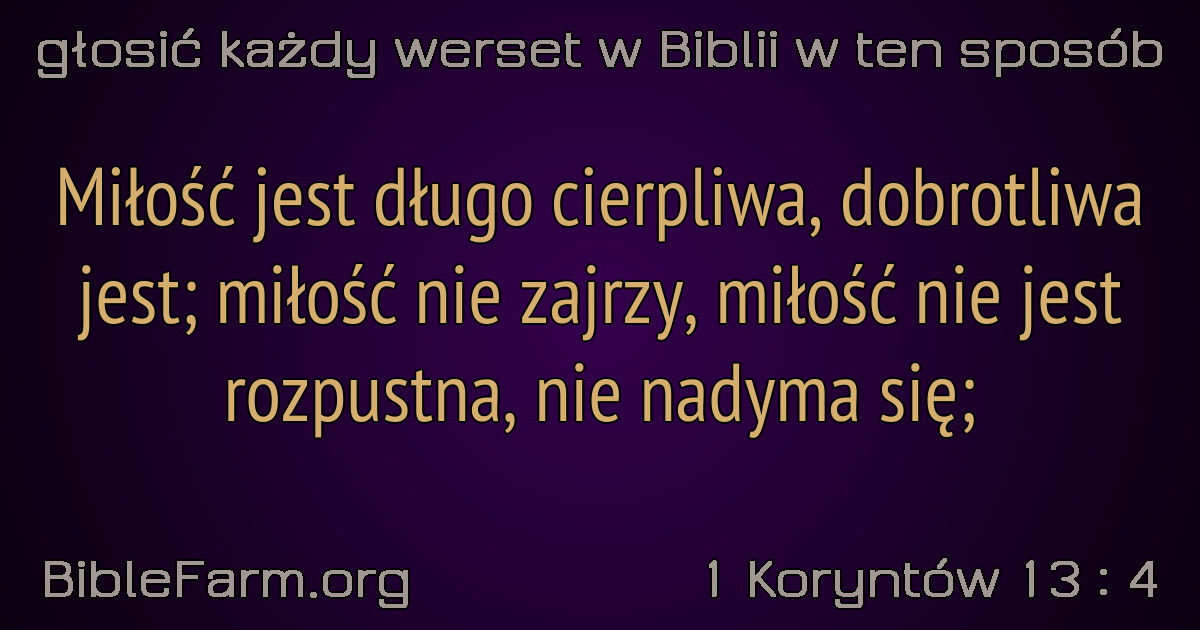 głosić każdy werset w Biblii w ten sposób
Miłość jest długo cierpliwa, dobrotliwa
jest; miłość nie zajrzy, miłość nie jest
rozpustna, nie nadyma się;
BibleFarm.org
1 Koryntów 13 : 4